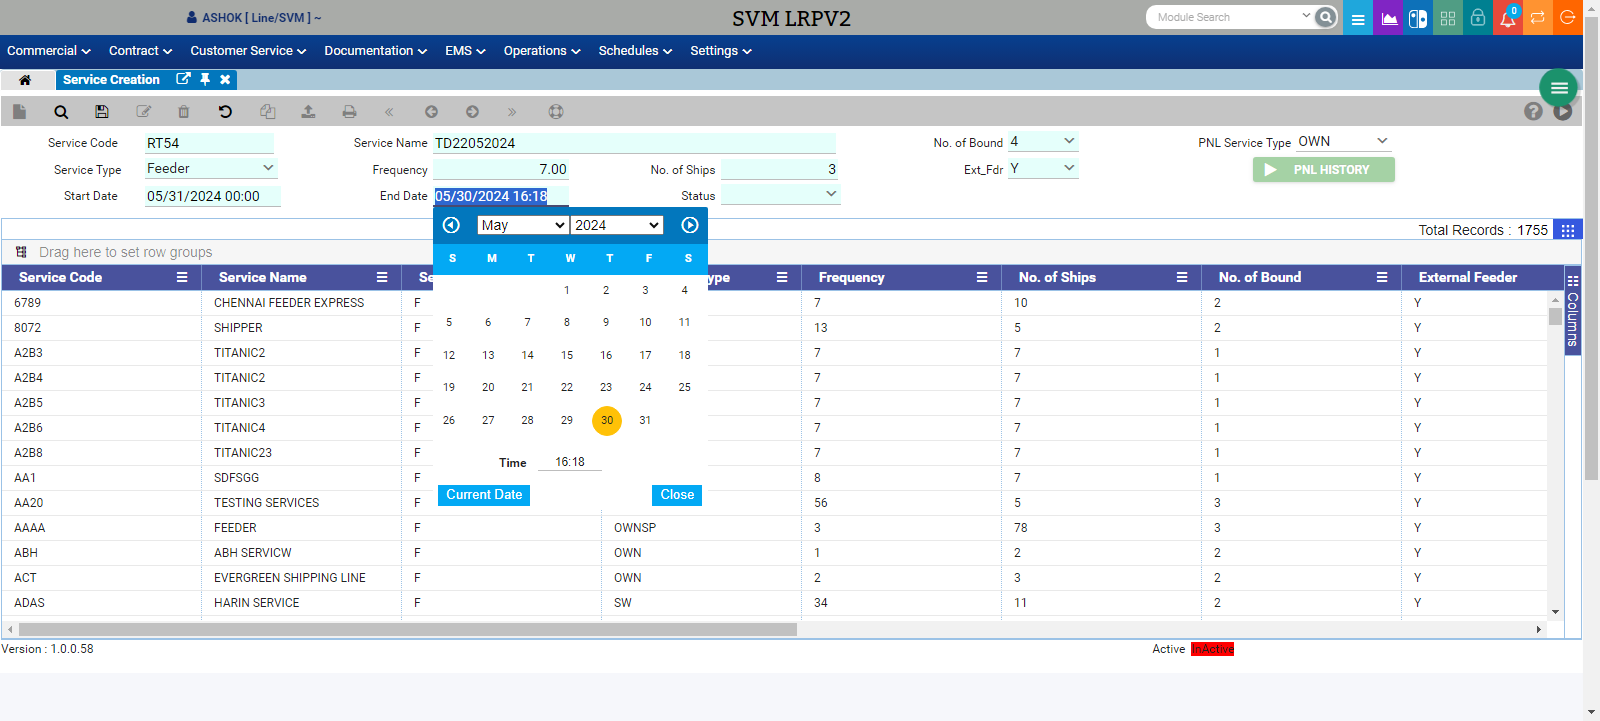 ASHOK [ Line/SVM ] ~
SVM LRPV2
Module Search
0
Commercial Contract Customer Service Documentation EMS Operations Schedules Settings
Service Creation
Service Code RT54 Service Name TD22052024 No. of Bound 4 PNL Service Type OWN
Service Type Feeder Frequency 7.00 No. of Ships 3 Ext_Fdr Y PNL HISTORY
Start Date 05/31/2024 00:00 End Date 05/30/2024 16:18 Status
Total Records : 1755
Drag here to set row groups
Service Code Service Name Se ype Frequency No. of Ships No. of Bound External Feeder
6789 CHENNAI FEEDER EXPRESS F 7 10 2 Y
8072 SHIPPER F 13 5 2 Y
A2B3 TITANIC2 F 7 7 1 Y
A2B4 TITANIC2 F 7 7 1 Y
A2B5 TITANIC3 F 7 7 1 Y
A2B6 TITANIC4 F 7 7 1 Y
A2B8 TITANIC23 F 7 7 1 Y
AA1 SDFSGG F 8 7 1 Y
AA20 TESTING SERVICES F 56 5 3 Y
AAAA FEEDER F OWNSP 3 78 3 Y
ABH ABH SERVICW F OWN 1 2 2 Y
ACT EVERGREEN SHIPPING LINE F OWN 2 3 2 Y
ADAS HARIN SERVICE F SW 34 11 2 Y
Columns
May 2024
S M T W T F S
1 2 3 4
5 6 7 8 9 10 11
12 13 14 15 16 17 18
19 20 21 22 23 24 25
26 27 28 29 30 31
Time 16:18
Current Date Close
Version : 1.0.0.58
Active InActive